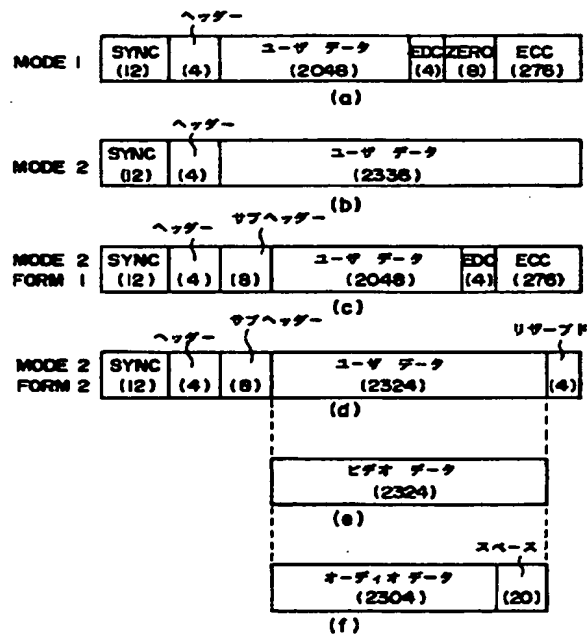 ヘッダー
MODE 1 SYNC (12) (4) ユーザ データ (2048) EDC (4) ZERO (8) ECC (276)
(a)
ヘッダー
MODE 2 SYNC (12) (4) ユーザ データ (2336)
(b)
ヘッダー サブヘッダー
MODE 2 FORM 1 SYNC (12) (4) (8) ユーザ データ (2048) EDC (4) ECC (276)
(c)
ヘッダー サブヘッダー リザーブド
MODE 2 FORM 2 SYNC (12) (4) (8) ユーザ データ (2324) (4)
(d)
ビデオ データ (2324)
(e)
スペース
オーディオデータ (2304) (20)
(f)